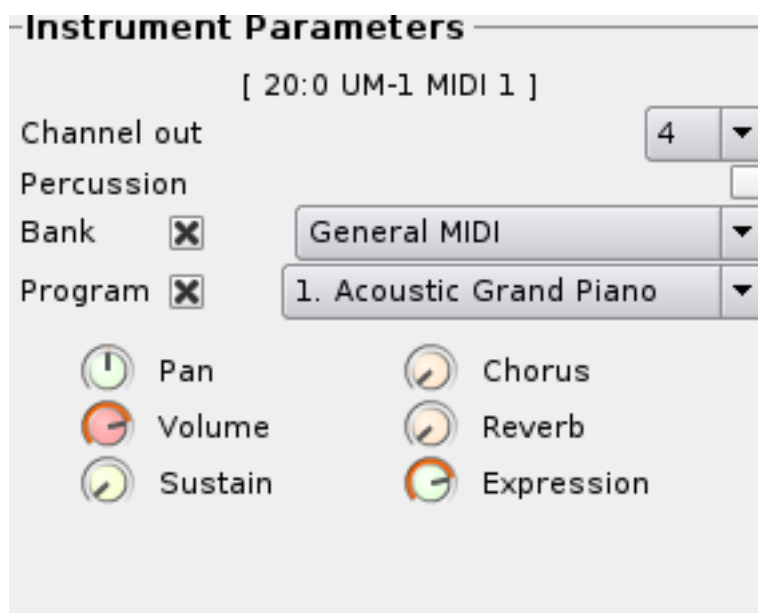 Instrument Parameters
[ 20:0 UM-1 MIDI 1 ]
Channel out 4
Percussion
Bank General MIDI
Program 1. Acoustic Grand Piano
Pan Chorus
Volume Reverb
Sustain Expression